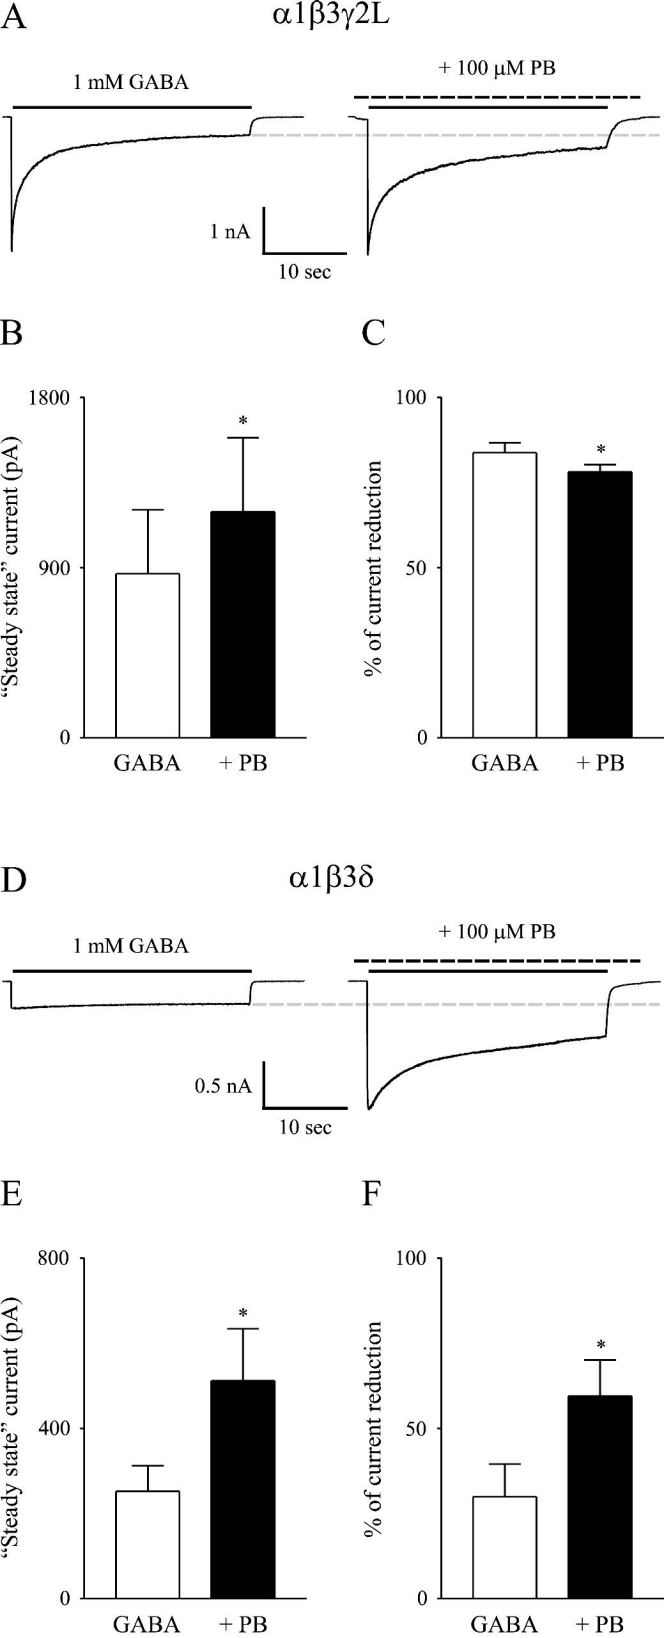 A
α1β3γ2L
1 mM GABA
+ 100 μM PB
1 nA
10 sec
B
C
1800
900
0
“Steady state” current (pA)
GABA
+ PB
*
100
50
0
% of current reduction
GABA
+ PB
*
D
α1β3δ
1 mM GABA
+ 100 μM PB
0.5 nA
10 sec
E
F
800
400
0
“Steady state” current (pA)
GABA
+ PB
*
100
50
0
% of current reduction
GABA
+ PB
*